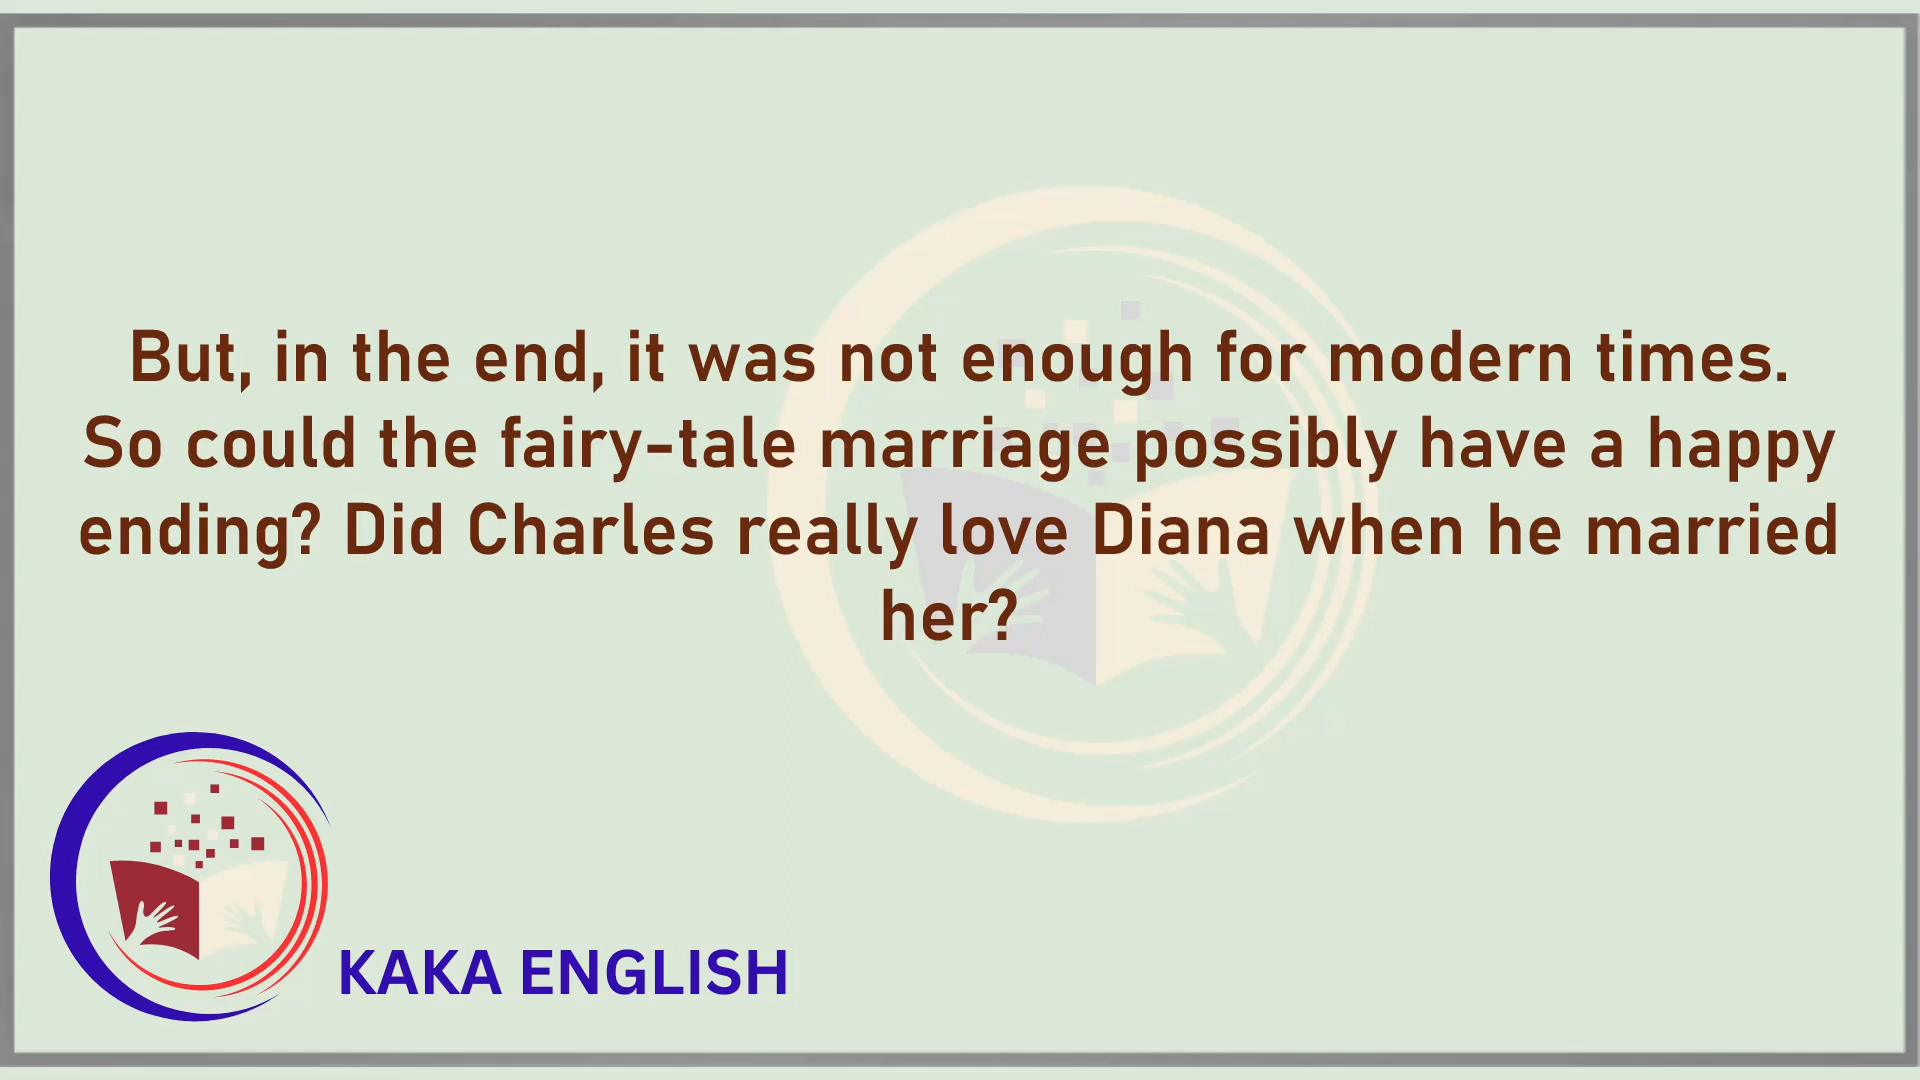 But, in the end, it was not enough for modern times.
So could the fairy-tale marriage possibly have a happy
ending? Did Charles really love Diana when he married
her?
KAKA ENGLISH